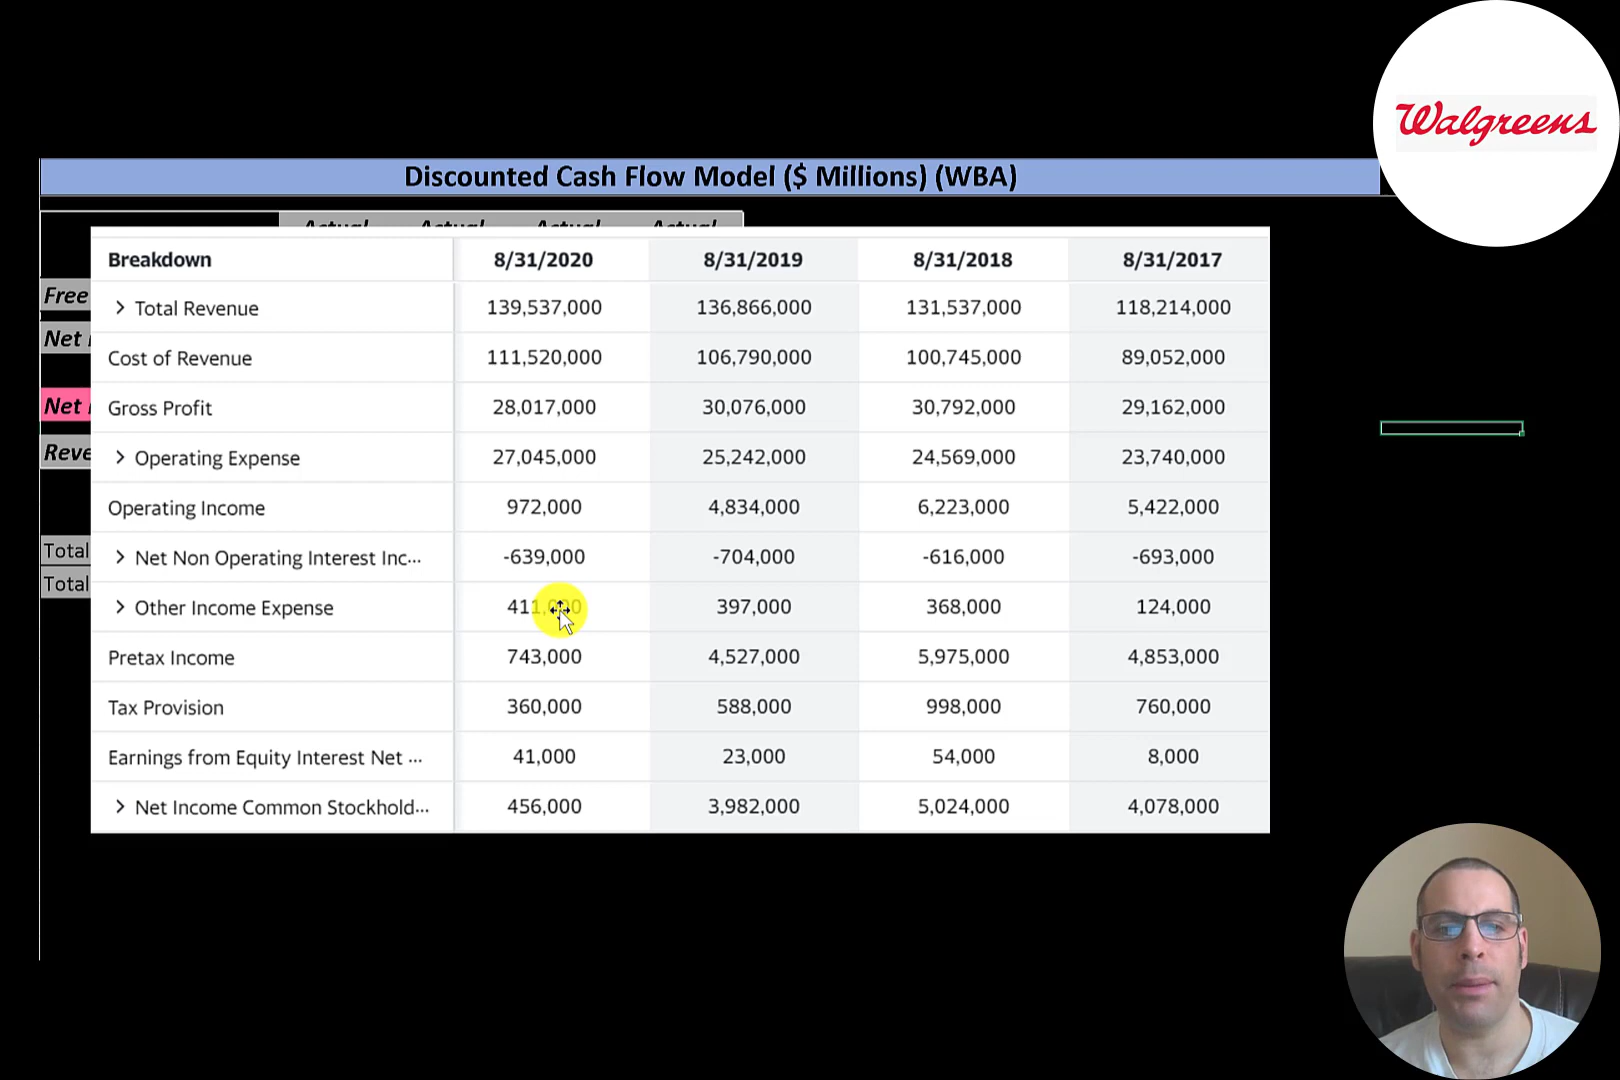 Walgreens
Discounted Cash Flow Model ($ Millions) (WBA)
Actual Actual Actual Actual
Breakdown 8/31/2020 8/31/2019 8/31/2018 8/31/2017
Free
> Total Revenue 139,537,000 136,866,000 131,537,000 118,214,000
Net
Cost of Revenue 111,520,000 106,790,000 100,745,000 89,052,000
Net
Gross Profit 28,017,000 30,076,000 30,792,000 29,162,000
Reve
> Operating Expense 27,045,000 25,242,000 24,569,000 23,740,000
Operating Income 972,000 4,834,000 6,223,000 5,422,000
Total
> Net Non Operating Interest Inc... -639,000 -704,000 -616,000 -693,000
Total
> Other Income Expense 411,000 397,000 368,000 124,000
Pretax Income 743,000 4,527,000 5,975,000 4,853,000
Tax Provision 360,000 588,000 998,000 760,000
Earnings from Equity Interest Net ... 41,000 23,000 54,000 8,000
> Net Income Common Stockhold... 456,000 3,982,000 5,024,000 4,078,000